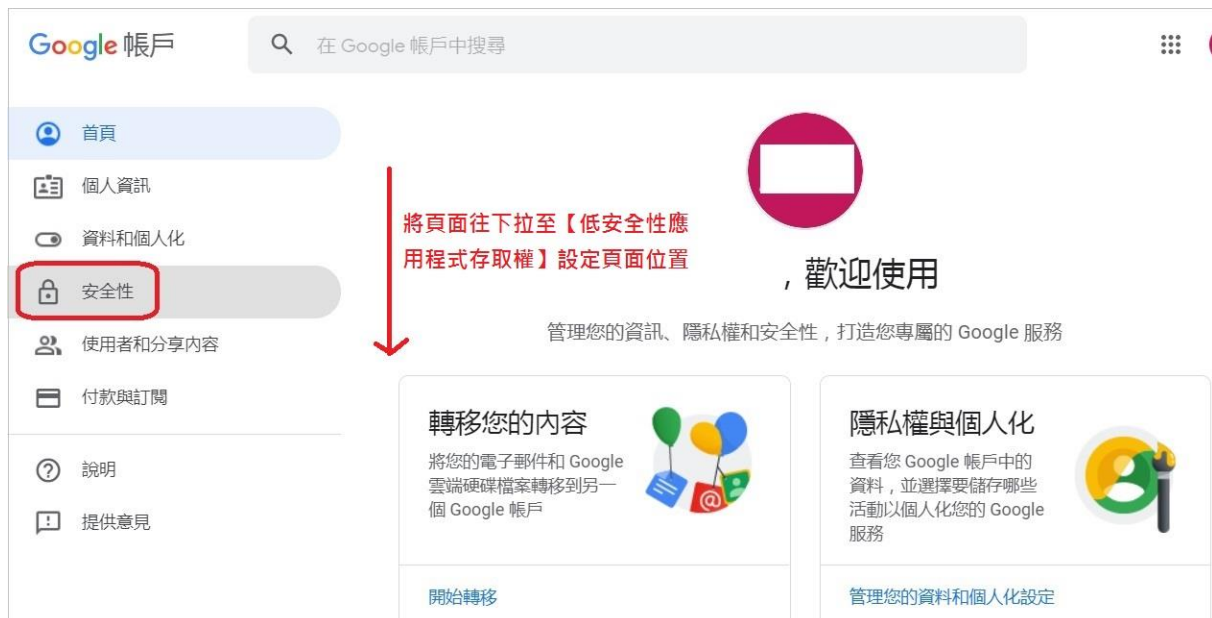 Google 帳戶
在 Google 帳戶中搜尋
首頁
個人資訊
資料和個人化
安全性
使用者和分享內容
付款與訂閱
說明
提供意見
將頁面往下拉至【低安全性應
用程式存取權】設定頁面位置
，歡迎使用
管理您的資訊、隱私權和安全性，打造您專屬的 Google 服務
轉移您的內容
將您的電子郵件和 Google
雲端硬碟檔案轉移到另一
個 Google 帳戶
開始轉移
隱私權與個人化
查看您 Google 帳戶中的
資料，並選擇要儲存哪些
活動以個人化您的 Google
服務
管理您的資料和個人化設定